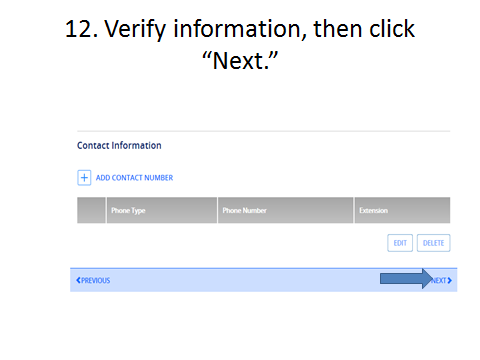 12. Verify information, then click
“Next.”
Contact Information
+ ADD CONTACT NUMBER
Phone Type Phone Number Extension
EDIT DELETE
❮PREVIOUS NEXT❯